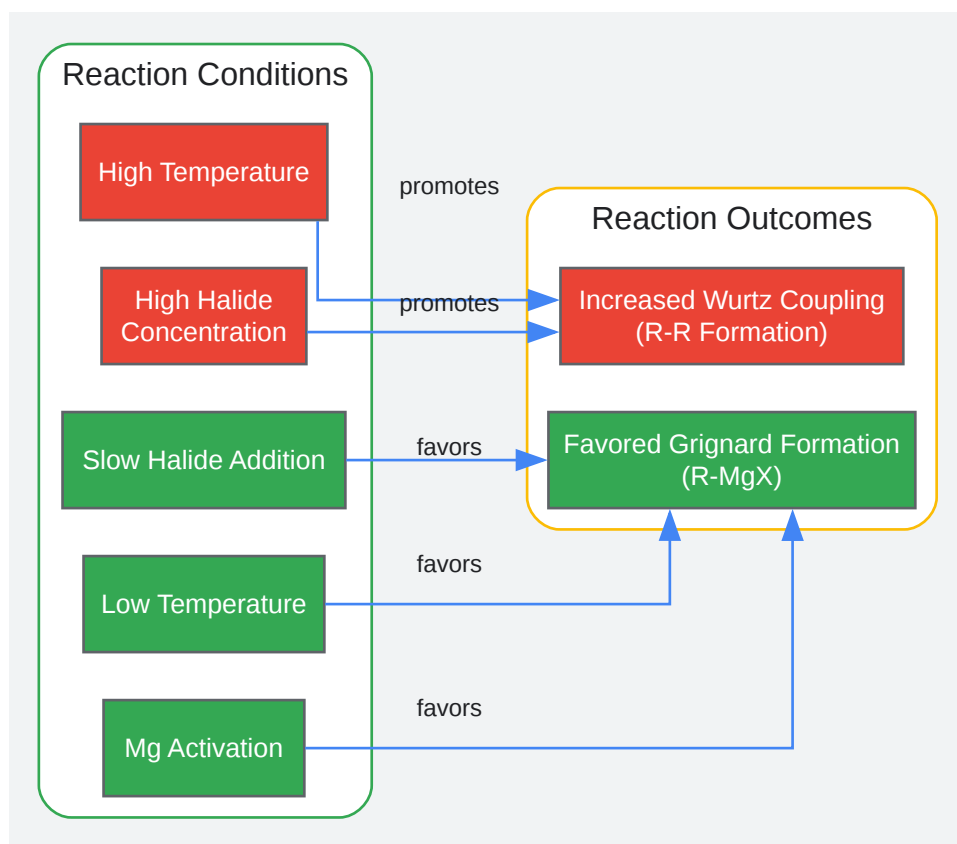 Reaction Conditions
High Temperature
promotes
Reaction Outcomes
High Halide
Concentration
promotes
Increased Wurtz Coupling
(R-R Formation)
Slow Halide Addition
favors
Favored Grignard Formation
(R-MgX)
Low Temperature
favors
Mg Activation
favors